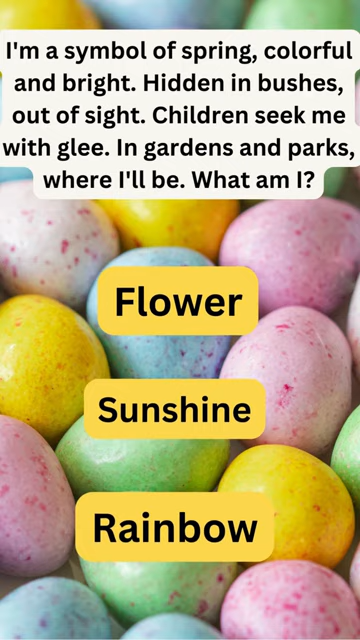 I'm a symbol of spring, colorful
and bright. Hidden in bushes,
out of sight. Children seek me
with glee. In gardens and parks,
where I'll be. What am I?
Flower
Sunshine
Rainbow